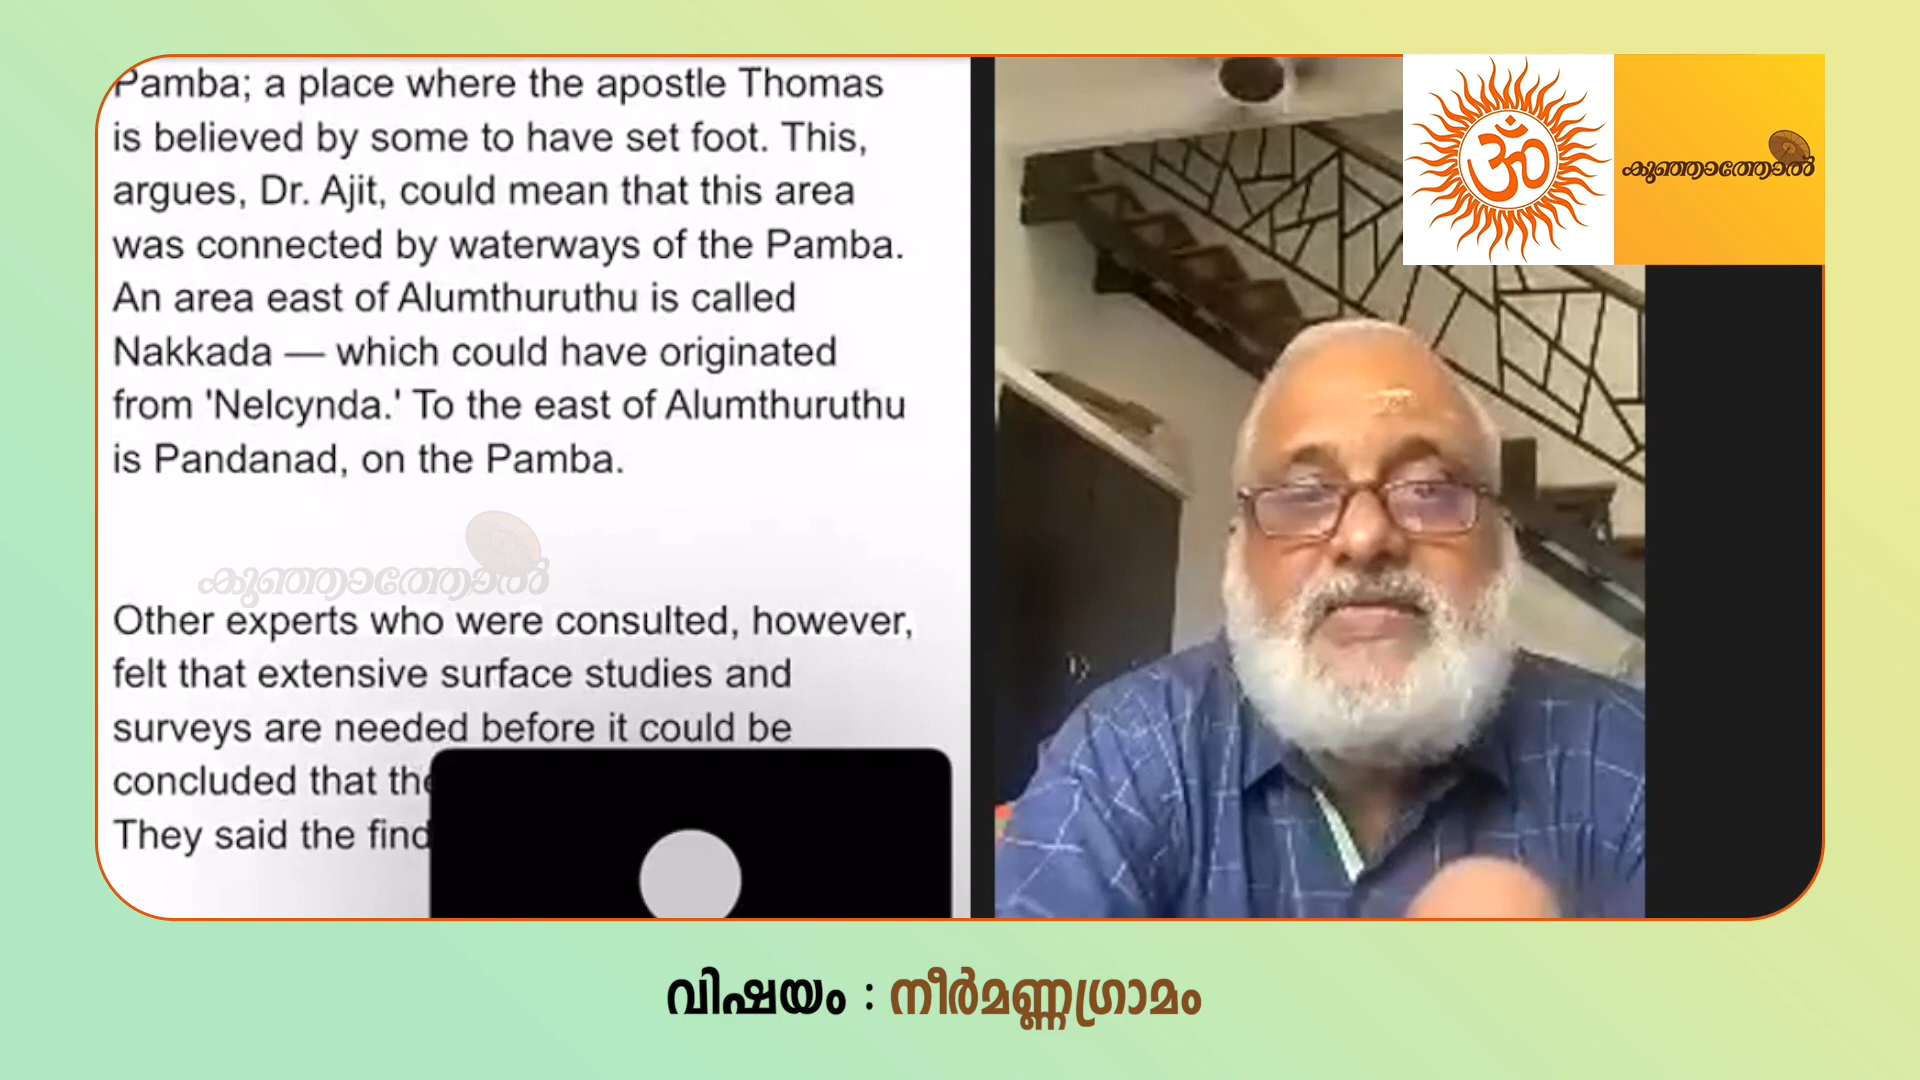 Pamba; a place where the apostle Thomas
is believed by some to have set foot. This,
argues, Dr. Ajit, could mean that this area
was connected by waterways of the Pamba.
An area east of Alumthuruthu is called
Nakkada — which could have originated
from 'Nelcynda.' To the east of Alumthuruthu
is Pandanad, on the Pamba.
കുഞ്ഞാത്തോൽ
Other experts who were consulted, however,
felt that extensive surface studies and
surveys are needed before it could be
concluded that the
They said the find
ॐ
കുഞ്ഞാത്തോൽ
വിഷയം : നീർമണ്ണഗ്രാമം